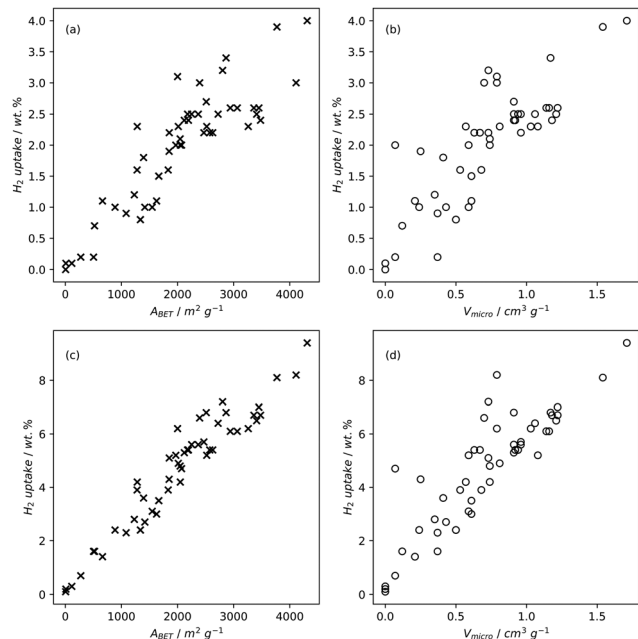 (a)
H2 uptake / wt. %
4.0
3.5
3.0
2.5
2.0
1.5
1.0
0.5
0.0
0 1000 2000 3000 4000
ABET / m² g⁻¹
(b)
H2 uptake / wt. %
4.0
3.5
3.0
2.5
2.0
1.5
1.0
0.5
0.0
0.0 0.5 1.0 1.5
Vmicro / cm³ g⁻¹
(c)
H2 uptake / wt. %
8
6
4
2
0
0 1000 2000 3000 4000
ABET / m² g⁻¹
(d)
H2 uptake / wt. %
8
6
4
2
0
0.0 0.5 1.0 1.5
Vmicro / cm³ g⁻¹